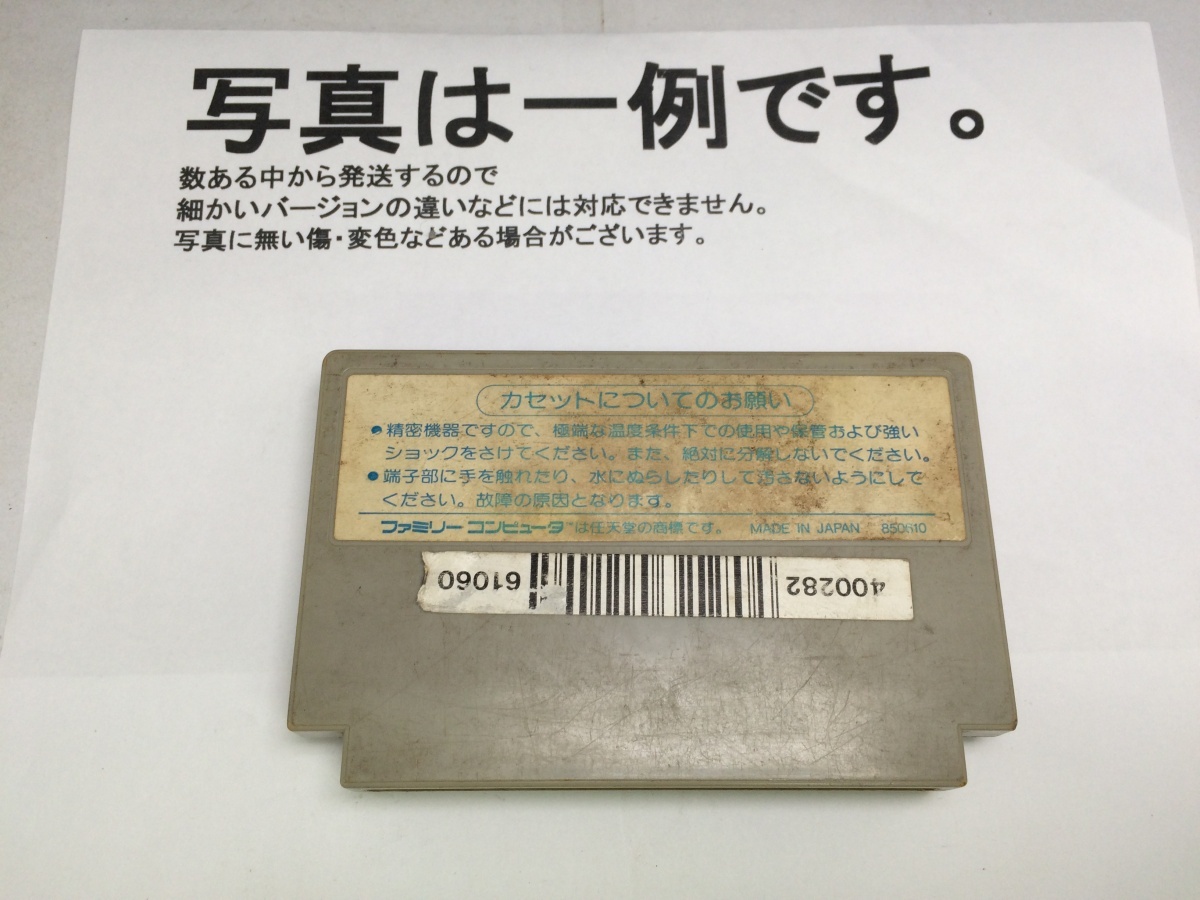 写真は一例です。
数ある中から発送するので
細かいバージョンの違いなどには対応できません。
写真に無い傷・変色などある場合がございます。
カセットについてのお願い
●精密機器ですので、極端な温度条件下での使用や保管および強い
ショックをさけてください。また、絶対に分解しないでください。
●端子部に手を触れたり、水にぬらしたりして汚さないようにして
ください。故障の原因となります。
ファミリーコンピュータ™は任天堂の商標です。 MADE IN JAPAN 850610
61060 400282